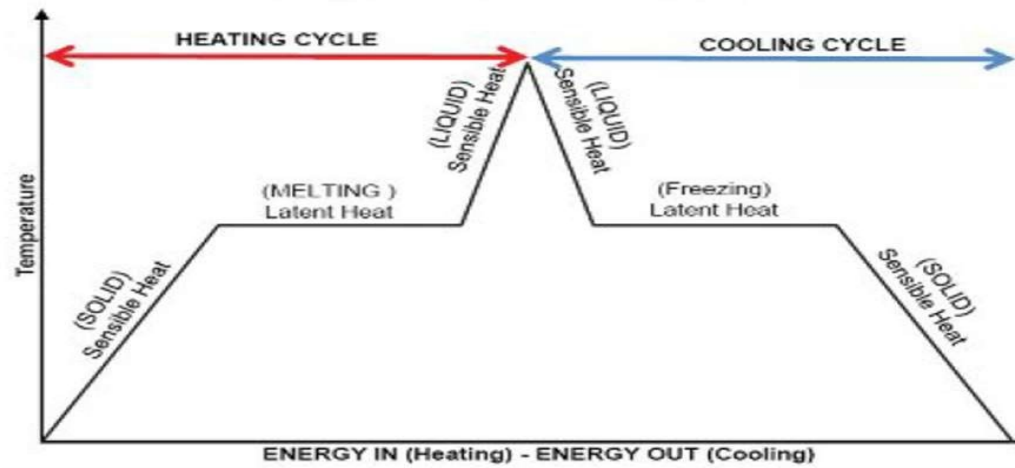 HEATING CYCLE
COOLING CYCLE
(LIQUID)
Sensible Heat
(LIQUID)
Sensible Heat
(MELTING )
Latent Heat
(Freezing)
Latent Heat
Temperature
(SOLID)
Sensible Heat
(SOLID)
Sensible Heat
ENERGY IN (Heating) - ENERGY OUT (Cooling)